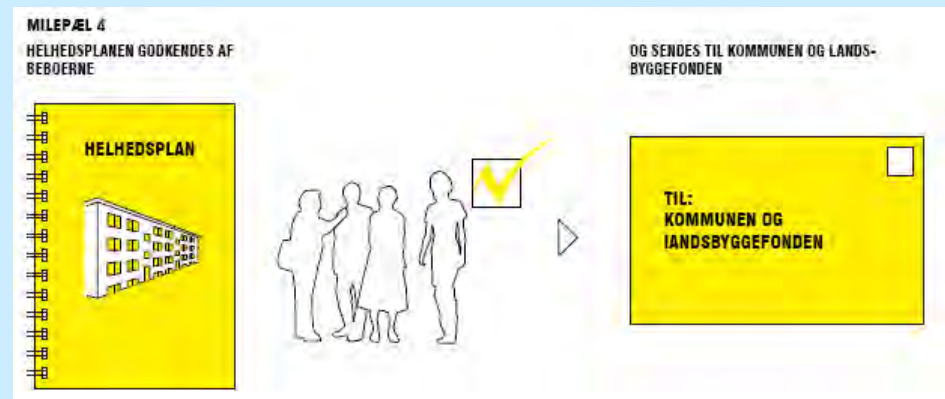 MILEPÆL 4
HELHEDSPLANEN GODKENDES AF
BEBOERNE
OG SENDES TIL KOMMUNEN OG LANDS-
BYGGEFONDEN
HELHEDSPLAN
TIL:
KOMMUNEN OG
lANDSBYGGEFONDEN